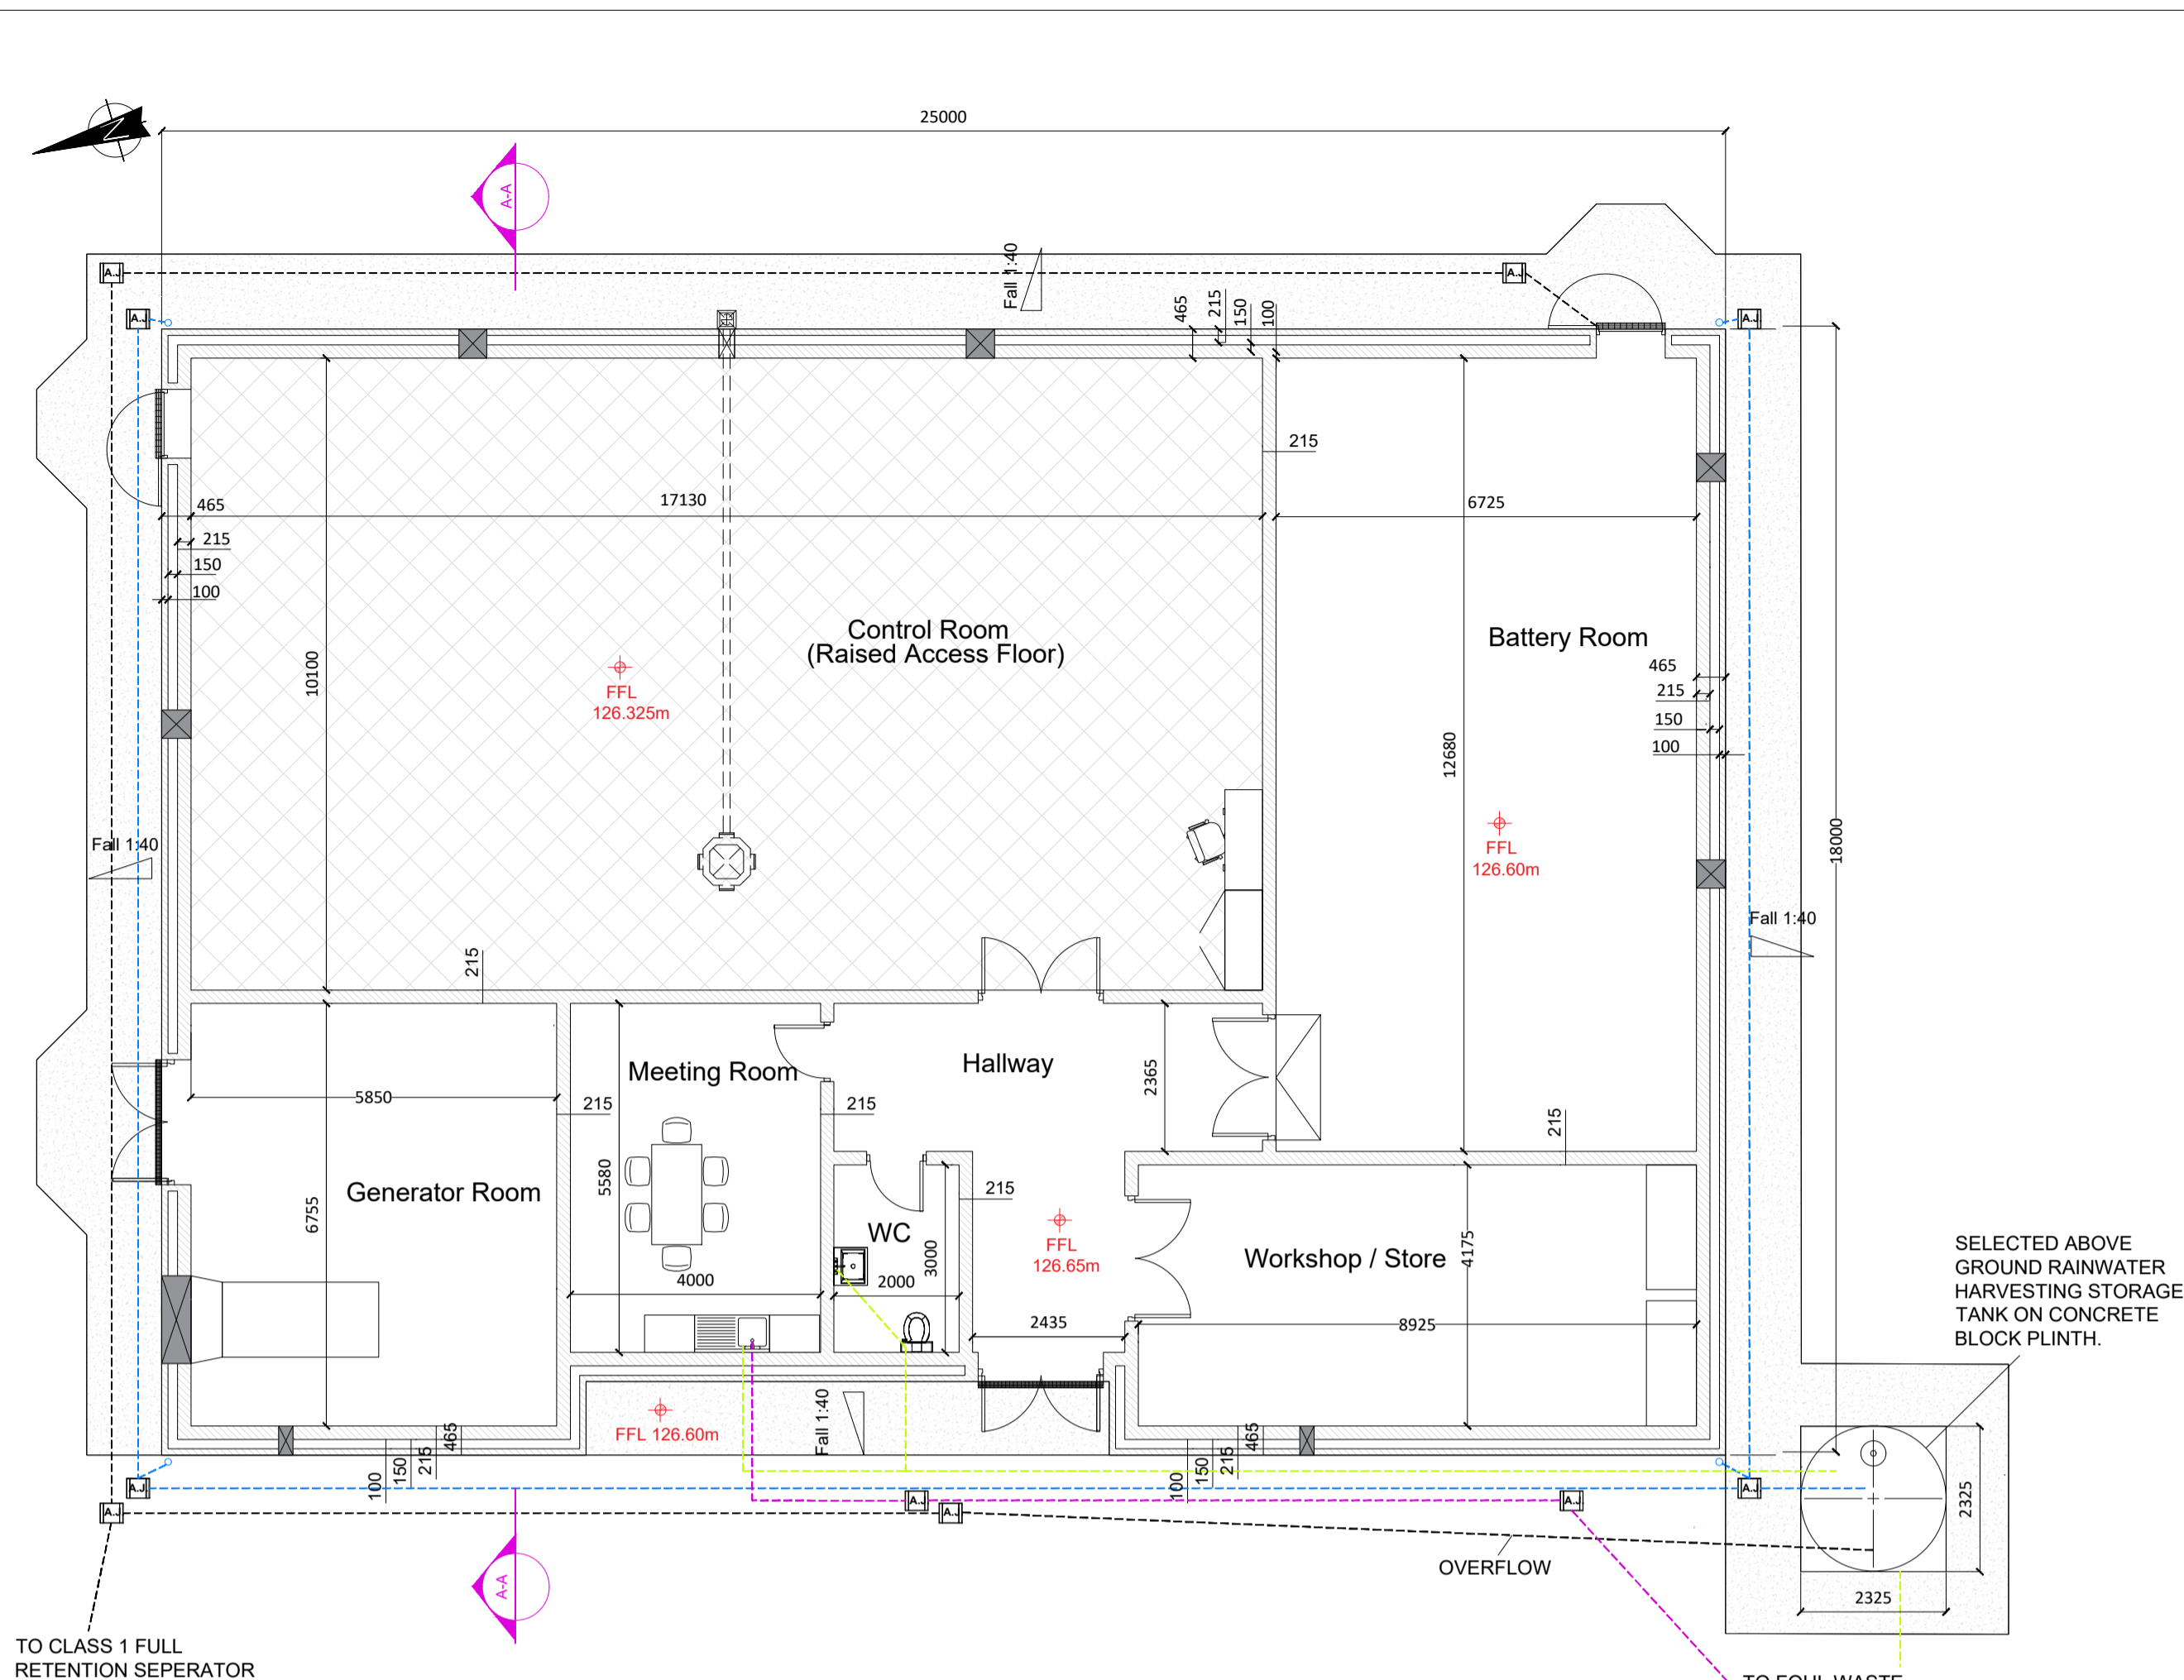 N
25000
A-A
Fall 1:40
465
215
150
100
A.J
A.J
A.J
A.J
215
465
17130
6725
215
150
100
10100
Control Room
(Raised Access Floor)
Battery Room
FFL
126.325m
465
215
150
100
12680
FFL
126.60m
18000
Fall 1:40
Fall 1:40
215
Meeting Room
Hallway
2365
5850
215
215
215
Generator Room
6755
5580
WC
215
3000
4000
2000
FFL
126.65m
2435
Workshop / Store
4175
8925
SELECTED ABOVE
GROUND RAINWATER
HARVESTING STORAGE
TANK ON CONCRETE
BLOCK PLINTH.
FFL 126.60m
Fall 1:40
100
150
215
465
100
150
215
465
A.J.
A.J
A.J
A.J
A.J
A.J
2325
2325
OVERFLOW
A-A
TO CLASS 1 FULL
RETENTION SEPERATOR
TO FOUL WASTE